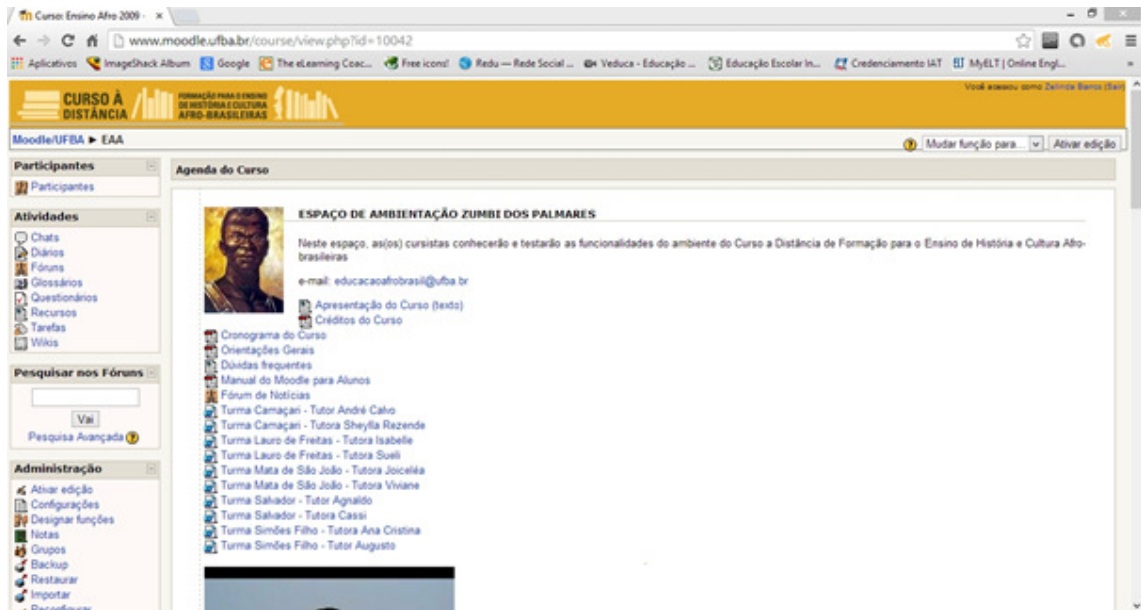 Curso: Ensino Afro 2009 -
www.moodle.ufba.br/course/view.php?id=10042
Aplicativos ImageShack Album Google The eLearning Coac... Free icons! Redu — Rede Social ... Veduca - Educação ... Educação Escolar In... Credenciamento IAT MyELT | Online Engl...
CURSO À DISTÂNCIA
FORMAÇÃO PARA O ENSINO
DE HISTÓRIA E CULTURA
AFRO-BRASILEIRAS
Você acessou como Zelinda Barros (Sair)
Moodle/UFBA ► EAA
Mudar função para... Ativar edição
Participantes
Participantes
Atividades
Chats
Diários
Fóruns
Glossários
Questionários
Recursos
Tarefas
Wikis
Pesquisar nos Fóruns
Vai
Pesquisa Avançada
Administração
Ativar edição
Configurações
Designar funções
Notas
Grupos
Backup
Restaurar
Importar
Reconfigurar
Agenda do Curso
ESPAÇO DE AMBIENTAÇÃO ZUMBI DOS PALMARES
Neste espaço, as(os) cursistas conhecerão e testarão as funcionalidades do ambiente do Curso a Distância de Formação para o Ensino de História e Cultura Afro-
brasileiras
e-mail: educacaoafrobrasil@ufba.br
Apresentação do Curso (texto)
Créditos do Curso
Cronograma do Curso
Orientações Gerais
Dúvidas frequentes
Manual do Moodle para Alunos
Fórum de Notícias
Turma Camaçari - Tutor André Calvo
Turma Camaçari - Tutora Sheylla Rezende
Turma Lauro de Freitas - Tutora Isabelle
Turma Lauro de Freitas - Tutora Sueli
Turma Mata de São João - Tutora Joiceléa
Turma Mata de São João - Tutora Viviane
Turma Salvador - Tutor Agnaldo
Turma Salvador - Tutora Cassi
Turma Simões Filho - Tutora Ana Cristina
Turma Simões Filho - Tutor Augusto